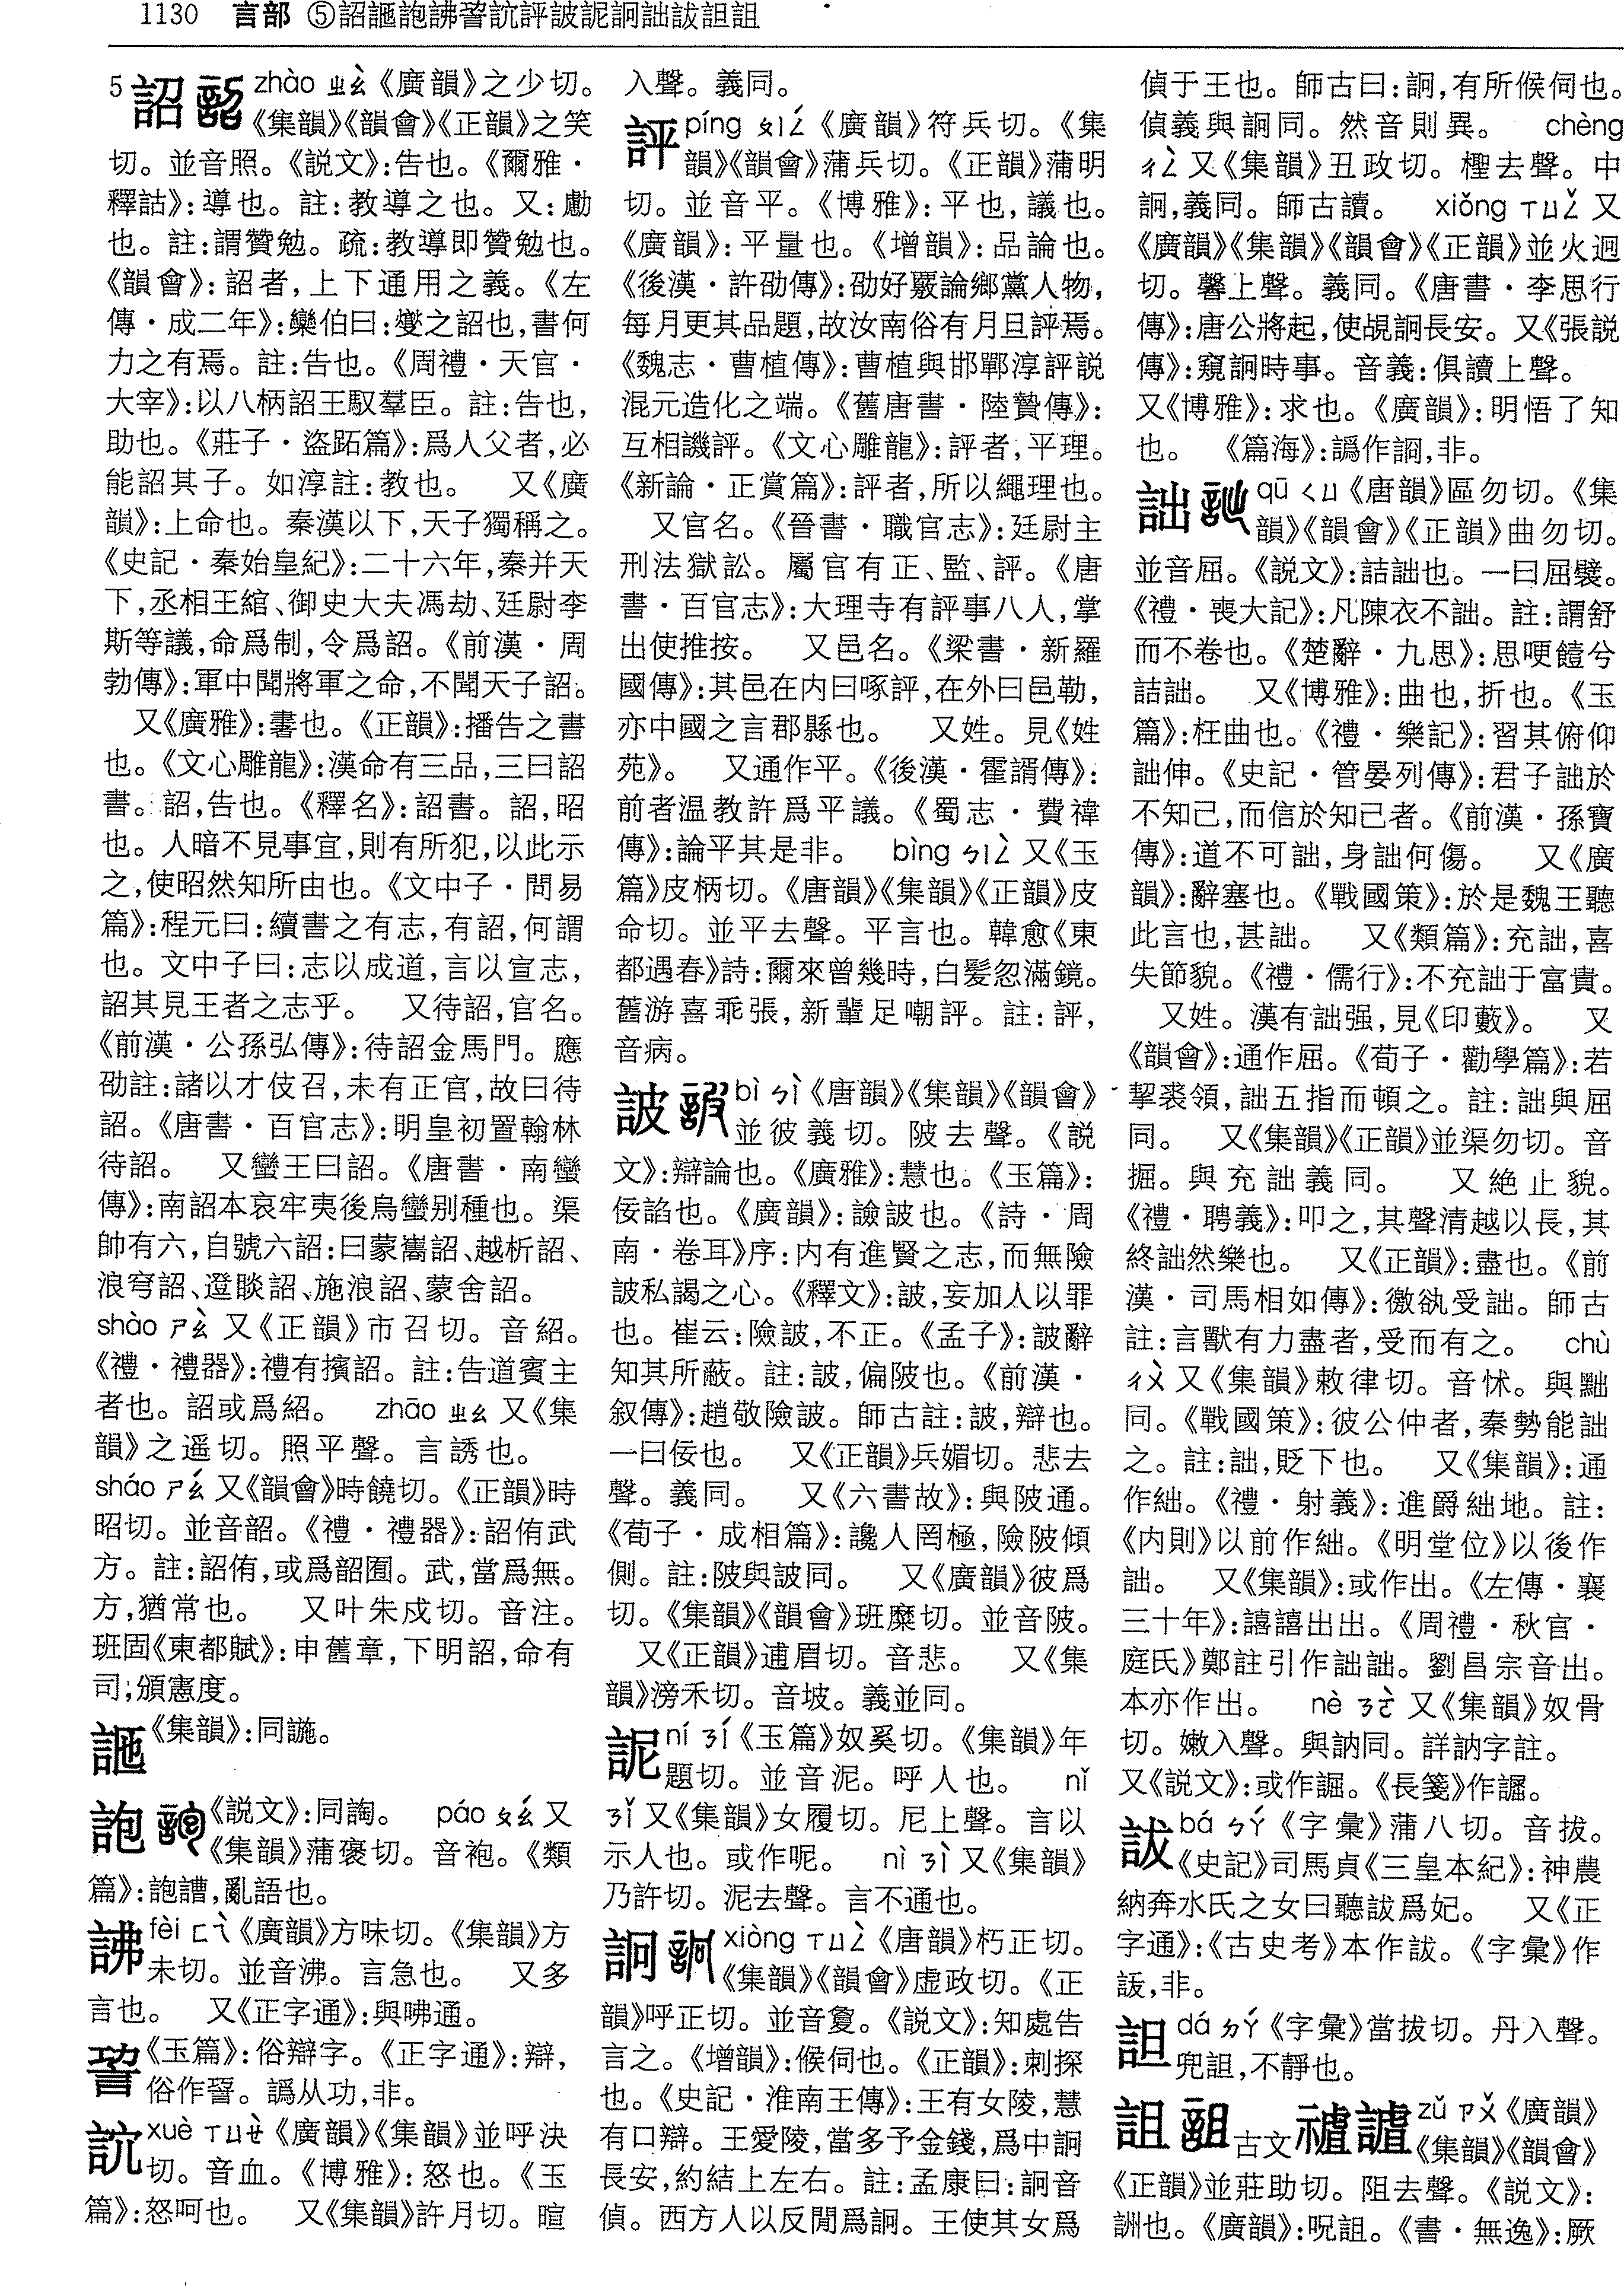 1130 言部 ⑤詔詑詾詄詧訧評詖詉詗詘詙詚詛
5 詔 zhào ㄓㄠˋ《廣韻》之少切。
《集韻》《韻會》《正韻》之笑
切。並音照。《説文》:告也。《爾雅·
釋詁》:導也。註:教導之也。又:勴
也。註:謂贊勉。疏:教導即贊勉也。
《韻會》:詔者,上下通用之義。《左
傳·成二年》:欒伯曰:燮之詔也,書何
力之有焉。註:告也。《周禮·天官·
大宰》:以八柄詔王馭羣臣。註:告也,
助也。《莊子·盜跖篇》:爲人父者,必
能詔其子。如淳註:教也。 又《廣
韻》:上命也。秦漢以下,天子獨稱之。
《史記·秦始皇紀》:二十六年,秦并天
下,丞相王綰、御史大夫馮劫、廷尉李
斯等議,命爲制,令爲詔。《前漢·周
勃傳》:軍中聞將軍之命,不聞天子詔。
又《廣雅》:書也。《正韻》:播告之書
也。《文心雕龍》:漢命有三品,三曰詔
書。詔,告也。《釋名》:詔書。詔,昭
也。人暗不見事宜,則有所犯,以此示
之,使昭然知所由也。《文中子·問易
篇》:程元曰:續書之有志,有詔,何謂
也。文中子曰:志以成道,言以宣志,
詔其見王者之志乎。 又待詔,官名。
《前漢·公孫弘傳》:待詔金馬門。應
劭註:諸以才伎召,未有正官,故曰待
詔。《唐書·百官志》:明皇初置翰林
待詔。 又蠻王曰詔。《唐書·南蠻
傳》:南詔本哀牢夷後烏蠻别種也。渠
帥有六,自號六詔:曰蒙嶲詔、越析詔、
浪穹詔、邆睒詔、施浪詔、蒙舍詔。
shào ㄕㄠˋ 又《正韻》市召切。音紹。
《禮·禮器》:禮有擯詔。註:告道賓主
者也。詔或爲紹。 zhāo ㄓㄠ 又《集
韻》之遥切。照平聲。言誘也。
sháo ㄕㄠˊ 又《韻會》時饒切。《正韻》時
昭切。並音韶。《禮·禮器》:詔侑武
方。註:詔侑,或爲韶囿。武,當爲無。
方,猶常也。 又叶朱戍切。音注。
班固《東都賦》:申舊章,下明詔,命有
司,頒憲度。
䛄《集韻》:同訑。
詾《説文》:同詢。 páo ㄆㄠˊ 又
《集韻》蒲褒切。音袍。《類
篇》:𧦝譸,亂語也。
fèi ㄈㄟˋ《廣韻》方味切。《集韻》方
未切。並音沸。言急也。 又多
言也。 又《正字通》:與咈通。
《玉篇》:俗辯字。《正字通》:辯,
俗作䛒。譌从功,非。
xuè ㄒㄩㄝˋ《廣韻》《集韻》並呼決
切。音血。《博雅》:怒也。《玉
篇》:怒呵也。 又《集韻》許月切。暄
入聲。義同。
評 píng ㄆㄧㄥˊ《廣韻》符兵切。《集
韻》《韻會》蒲兵切。《正韻》蒲明
切。並音平。《博雅》:平也,議也。
《廣韻》:平量也。《增韻》:品論也。
《後漢·許劭傳》:劭好覈論鄉黨人物,
每月更其品題,故汝南俗有月旦評焉。
《魏志·曹植傳》:曹植與邯鄲淳評説
混元造化之端。《舊唐書·陸贄傳》:
互相譏評。《文心雕龍》:評者,平理。
《新論·正賞篇》:評者,所以繩理也。
又官名。《晉書·職官志》:廷尉主
刑法獄訟。屬官有正、監、評。《唐
書·百官志》:大理寺有評事八人,掌
出使推按。 又邑名。《梁書·新羅
國傳》:其邑在内曰啄評,在外曰邑勒,
亦中國之言郡縣也。 又姓。見《姓
苑》。 又通作平。《後漢·霍諝傳》:
前者温教許爲平議。《蜀志·費禕
傳》:論平其是非。 bìng ㄅㄧㄥˋ 又《玉
篇》皮柄切。《唐韻》《集韻》《正韻》皮
命切。並平去聲。平言也。韓愈《東
都遇春》詩:爾來曾幾時,白髪忽滿鏡。
舊游喜乖張,新輩足嘲評。註:評,
音病。
詖 bì ㄅㄧˋ《唐韻》《集韻》《韻會》
並彼義切。陂去聲。《説
文》:辯論也。《廣雅》:慧也。《玉篇》:
佞諂也。《廣韻》:譣詖也。《詩·周
南·卷耳》序:内有進賢之志,而無險
詖私謁之心。《釋文》:詖,妄加人以罪
也。崔云:險詖,不正。《孟子》:詖辭
知其所蔽。註:詖,偏陂也。《前漢·
叙傳》:趙敬險詖。師古註:詖,辯也。
一曰佞也。 又《正韻》兵媚切。悲去
聲。義同。 又《六書故》:與陂通。
《荀子·成相篇》:讒人罔極,險陂傾
側。註:陂與詖同。 又《廣韻》彼爲
切。《集韻》《韻會》班糜切。並音陂。
又《正韻》逋眉切。音悲。 又《集
韻》滂禾切。音坡。義並同。
詉 ní ㄋㄧˊ《玉篇》奴奚切。《集韻》年
題切。並音泥。呼人也。 nǐ
ㄋㄧˇ 又《集韻》女履切。尼上聲。言以
示人也。或作呢。 nì ㄋㄧˋ 又《集韻》
乃許切。泥去聲。言不通也。
詗 xiòng ㄒㄩㄥˋ《唐韻》朽正切。
《集韻》《韻會》虚政切。《正
韻》呼正切。並音敻。《説文》:知處告
言之。《增韻》:候伺也。《正韻》:刺探
也。《史記·淮南王傳》:王有女陵,慧
有口辯。王愛陵,當多予金錢,爲中詗
長安,約結上左右。註:孟康曰:詗音
偵。西方人以反間爲詗。王使其女爲
偵于王也。師古曰:詗,有所候伺也。
偵義與詗同。然音則異。 chèng
ㄔㄥˋ 又《集韻》丑政切。檉去聲。中
詗,義同。師古讀。 xiǒng ㄒㄩㄥˇ 又
《廣韻》《集韻》《韻會》《正韻》並火迥
切。馨上聲。義同。《唐書·李思行
傳》:唐公將起,使覘詗長安。又《張説
傳》:窺詗時事。音義:俱讀上聲。
又《博雅》:求也。《廣韻》:明悟了知
也。 《篇海》:譌作詷,非。
詘 qū ㄑㄩ《唐韻》區勿切。《集
韻》《韻會》《正韻》曲勿切。
並音屈。《説文》:詰詘也。一曰屈襞。
《禮·喪大記》:凡陳衣不詘。註:謂舒
而不卷也。《楚辭·九思》:思哽饐兮
詰詘。 又《博雅》:曲也,折也。《玉
篇》:枉曲也。《禮·樂記》:習其俯仰
詘伸。《史記·管晏列傳》:君子詘於
不知己,而信於知己者。《前漢·孫寶
傳》:道不可詘,身詘何傷。 又《廣
韻》:辭塞也。《戰國策》:於是魏王聽
此言也,甚詘。 又《類篇》:充詘,喜
失節貌。《禮·儒行》:不充詘于富貴。
又姓。漢有詘强,見《印藪》。 又
《韻會》:通作屈。《荀子·勸學篇》:若
挈裘領,詘五指而頓之。註:詘與屈
同。 又《集韻》《正韻》並渠勿切。音
掘。與充詘義同。 又絶止貌。
《禮·聘義》:叩之,其聲清越以長,其
終詘然樂也。 又《正韻》:盡也。《前
漢·司馬相如傳》:徼䝘受詘。師古
註:言獸有力盡者,受而有之。 chù
ㄔㄨˋ 又《集韻》敕律切。音怵。與黜
同。《戰國策》:彼公仲者,秦勢能詘
之。註:詘,貶下也。 又《集韻》:通
作絀。《禮·射義》:進爵絀地。註:
《内則》以前作絀。《明堂位》以後作
詘。 又《集韻》:或作出。《左傳·襄
三十年》:譆譆出出。《周禮·秋官·
庭氏》鄭註引作詘詘。劉昌宗音出。
本亦作出。 nè ㄋㄜˋ 又《集韻》奴骨
切。嫩入聲。與訥同。詳訥字註。
又《説文》:或作誳。《長箋》作䛼。
詙 bá ㄅㄚˊ《字彙》蒲八切。音拔。
《史記》司馬貞《三皇本紀》:神農
納奔水氏之女曰聽詙爲妃。 又《正
字通》:《古史考》本作詙。《字彙》作
詜,非。
詚 dá ㄉㄚˊ《字彙》當拔切。丹入聲。
兜詚,不靜也。
詛 古文 禃謯 zǔ ㄗㄨˇ《廣韻》
《集韻》《韻會》
《正韻》並莊助切。阻去聲。《説文》:
詶也。《廣韻》:呪詛。《書·無逸》:厥